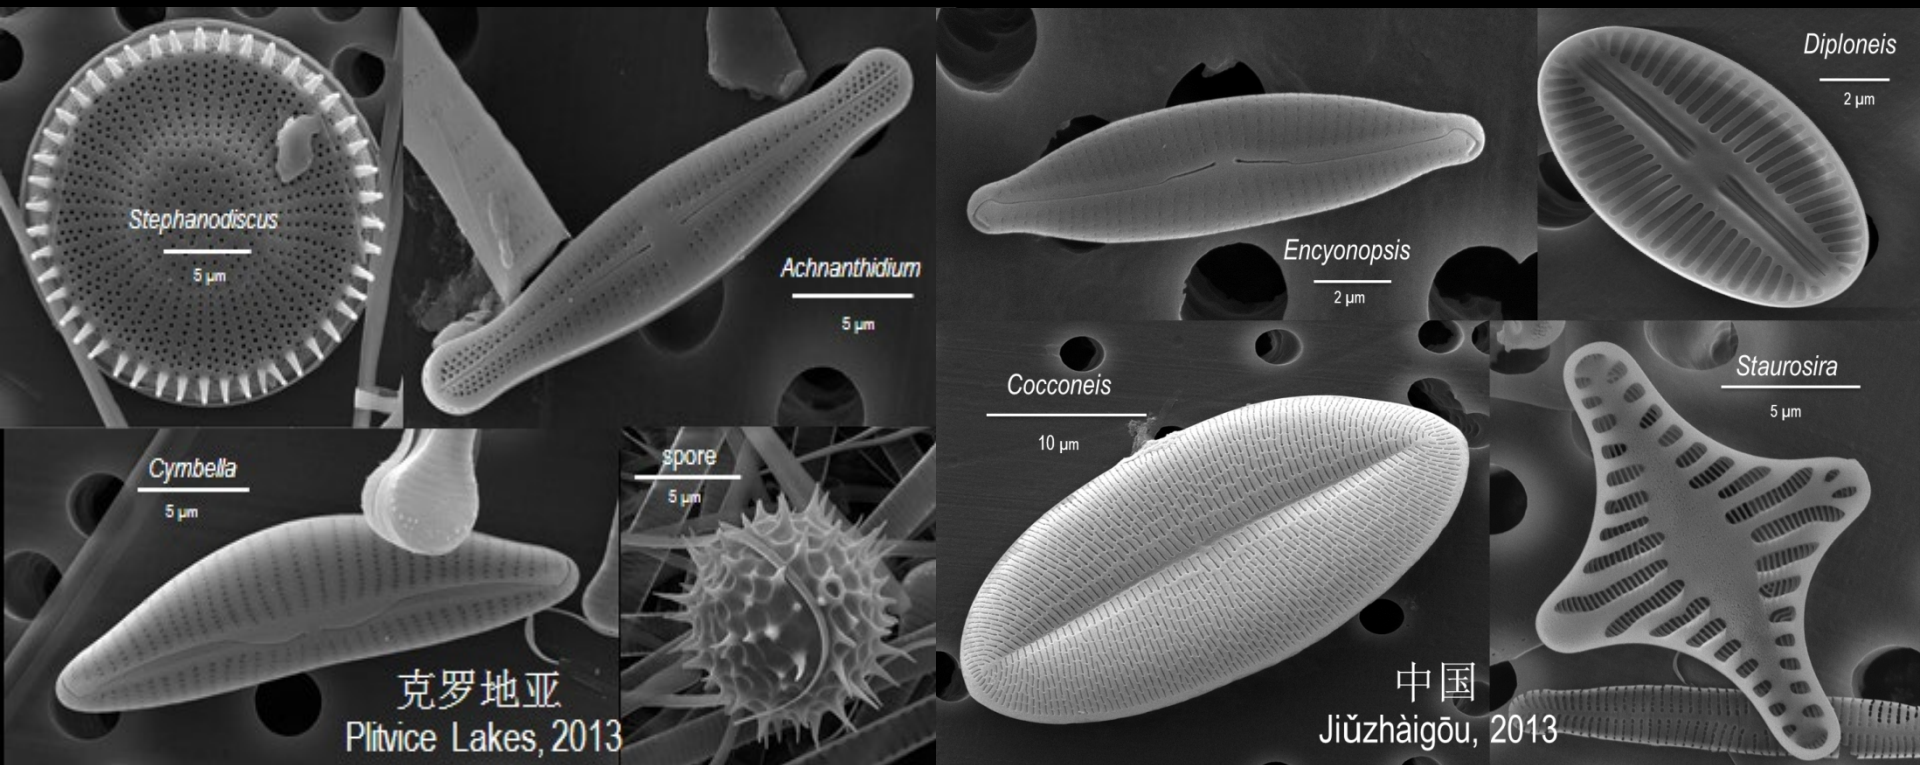 Stephanodiscus
5 µm
Achnanthidium
5 µm
Cymbella
5 µm
spore
5 µm
克罗地亚
Plitvice Lakes, 2013
Encyonopsis
2 µm
Diploneis
2 µm
Cocconeis
10 µm
Staurosira
5 µm
中国
Jiǔzhàigōu, 2013